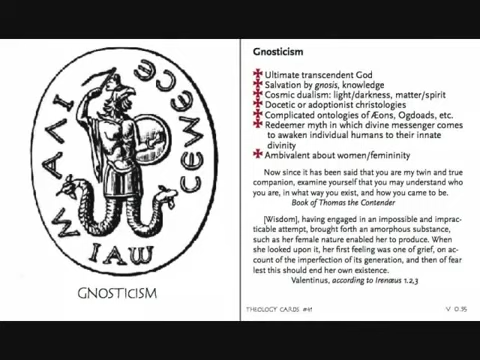 IAW
GNOSTICISM
Gnosticism
Ultimate transcendent God
Salvation by gnosis, knowledge
Cosmic dualism: light/darkness, matter/spirit
Docetic or adoptionist christologies
Complicated ontologies of Æons, Ogdoads, etc.
Redeemer myth in which divine messenger comes
to awaken individual humans to their innate
divinity
Ambivalent about women/femininity
Now since it has been said that you are my twin and true
companion, examine yourself that you may understand who
you are, in what way you exist, and how you came to be.
Book of Thomas the Contender
[Wisdom], having engaged in an impossible and imprac-
ticable attempt, brought forth an amorphous substance,
such as her female nature enabled her to produce. When
she looked upon it, her first feeling was one of grief, on ac-
count of the imperfection of its generation, and then of fear
lest this should end her own existence.
Valentinus, according to Irenæus 1.2,3
THEOLOGY CARDS #41
V 0.35